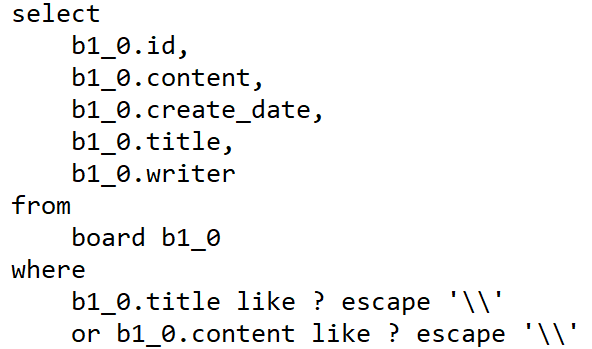 select
    b1_0.id,
    b1_0.content,
    b1_0.create_date,
    b1_0.title,
    b1_0.writer
from
    board b1_0
where
    b1_0.title like ? escape '\\'
    or b1_0.content like ? escape '\\'